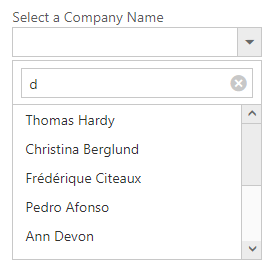 Select a Company Name
d
Thomas Hardy
Christina Berglund
Frédérique Citeaux
Pedro Afonso
Ann Devon